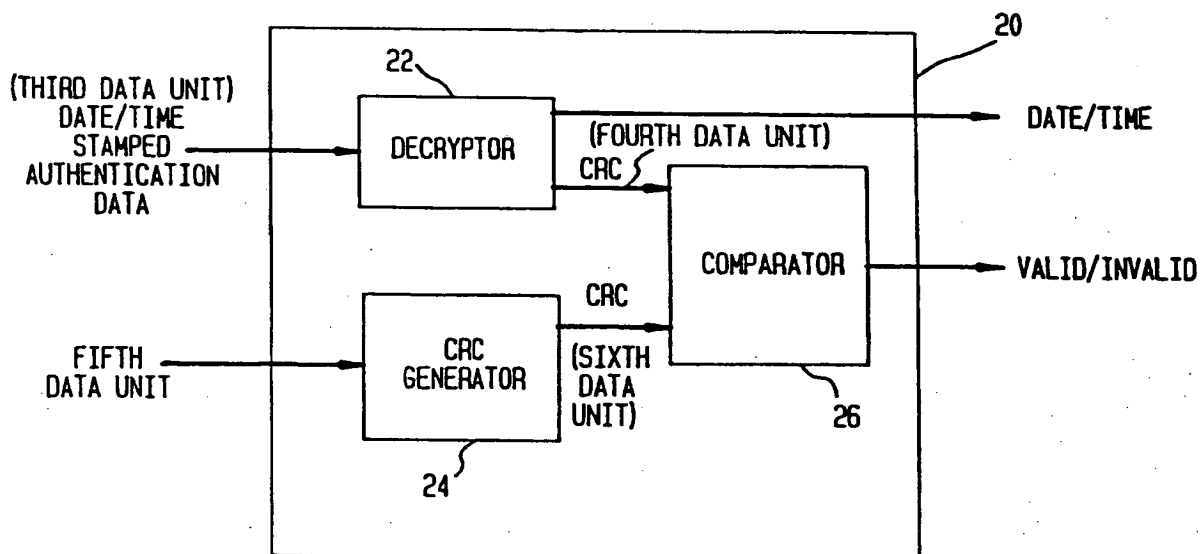 20
22
(THIRD DATA UNIT)
DATE/TIME
STAMPED
AUTHENTICATION
DATA
DECRYPTOR
DATE/TIME
(FOURTH DATA UNIT)
CRC
COMPARATOR
VALID/INVALID
CRC
FIFTH
DATA UNIT
CRC
GENERATOR
(SIXTH
DATA
UNIT)
26
24